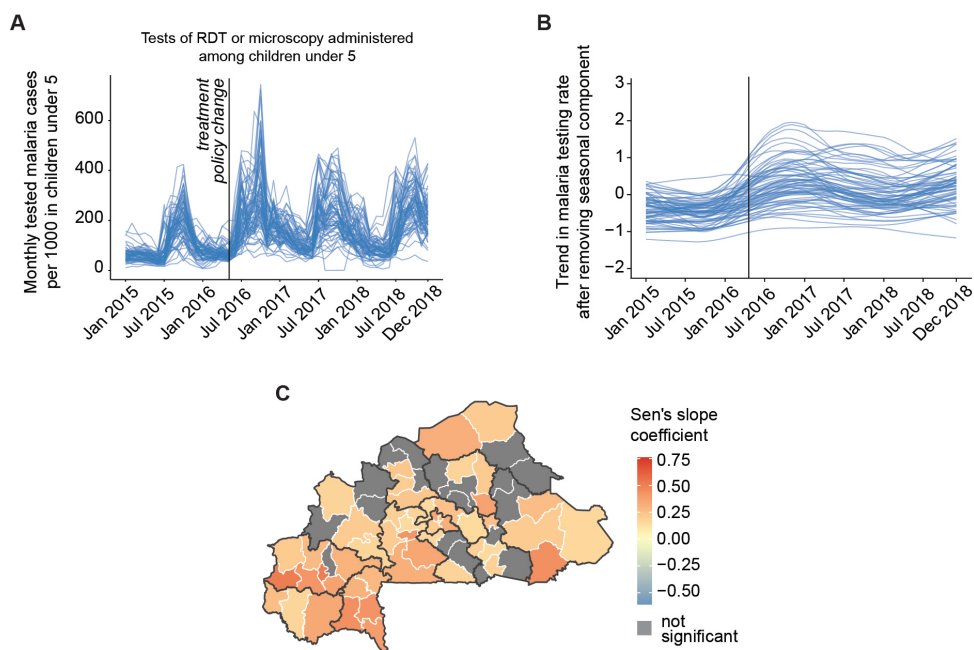 A
Tests of RDT or microscopy administered
among children under 5
Monthly tested malaria cases
per 1000 in children under 5
600
400
200
0
treatment
policy change
Jan 2015
Jul 2015
Jan 2016
Jul 2016
Jan 2017
Jul 2017
Jan 2018
Jul 2018
Dec 2018
B
Trend in malaria testing rate
after removing seasonal component
3
2
1
0
−1
−2
Jan 2015
Jul 2015
Jan 2016
Jul 2016
Jan 2017
Jul 2017
Jan 2018
Jul 2018
Dec 2018
C
Sen's slope
coefficient
0.75
0.50
0.25
0.00
−0.25
−0.50
not
significant